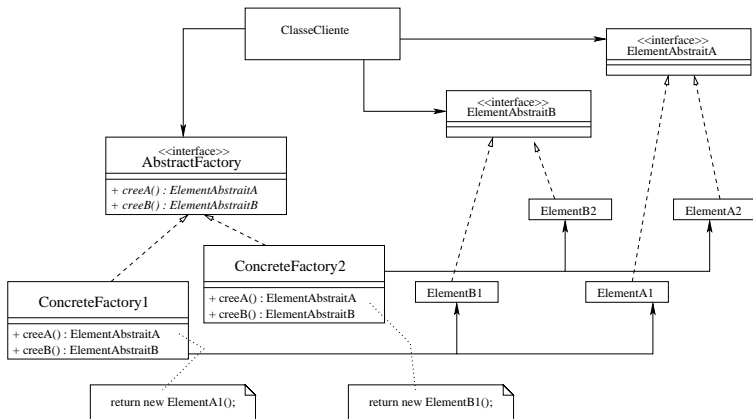 ClasseCliente
<<interface>>
ElementAbstraitA
<<interface>>
ElementAbstraitB
<<interface>>
AbstractFactory
+ creeA() : ElementAbstraitA
+ creeB() : ElementAbstraitB
ElementB2
ElementA2
ConcreteFactory2
+ creeA() : ElementAbstraitA
+ creeB() : ElementAbstraitB
ElementB1
ElementA1
ConcreteFactory1
+ creeA() : ElementAbstraitA
+ creeB() : ElementAbstraitB
return new ElementA1();
return new ElementB1();